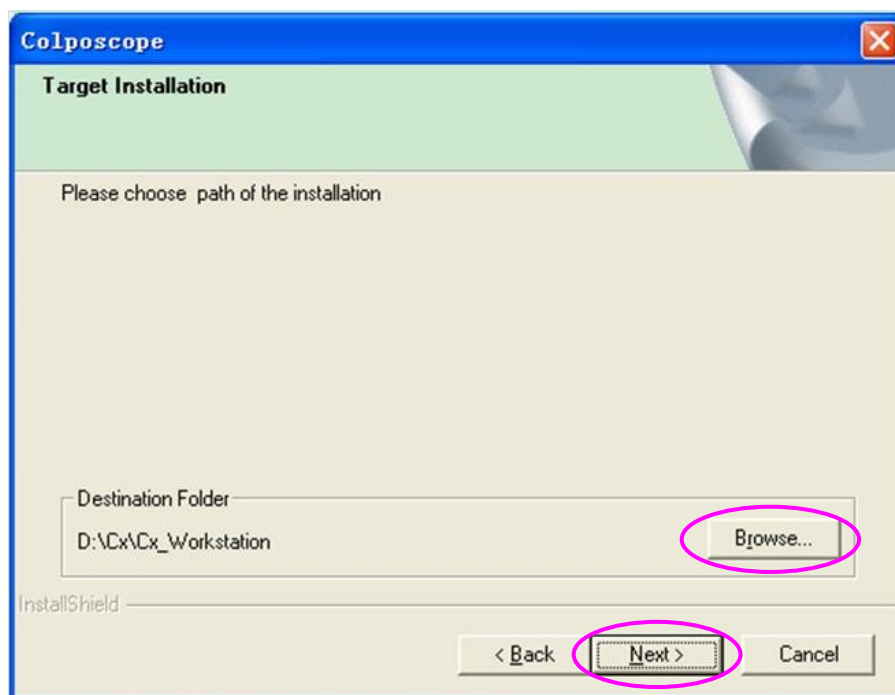 Colposcope
Target Installation
Please choose path of the installation
Destination Folder
D:\Cx\Cx_Workstation
Browse...
InstallShield
< Back Next > Cancel